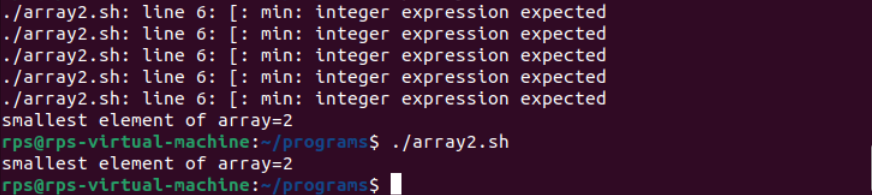 ./array2.sh: line 6: [: min: integer expression expected
./array2.sh: line 6: [: min: integer expression expected
./array2.sh: line 6: [: min: integer expression expected
./array2.sh: line 6: [: min: integer expression expected
./array2.sh: line 6: [: min: integer expression expected
smallest element of array=2
rps@rps-virtual-machine:~/programs$ ./array2.sh
smallest element of array=2
rps@rps-virtual-machine:~/programs$